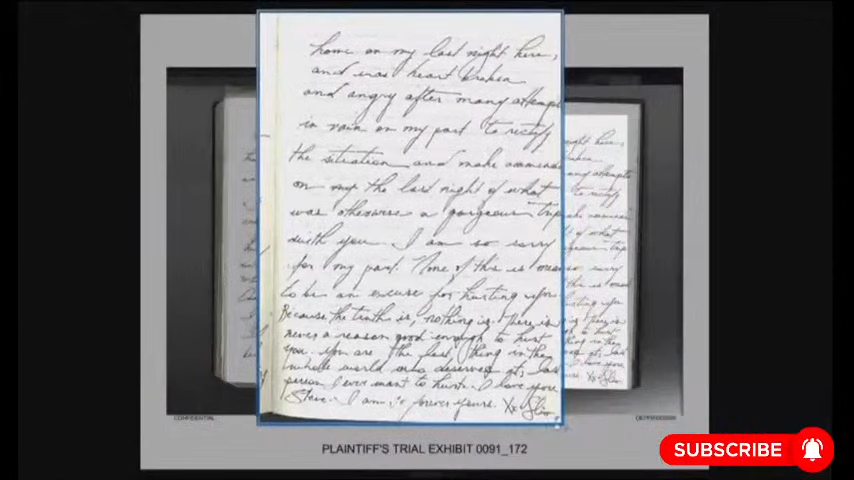 home on my last night here,
and was heart broken
and angry after many attempts
in vain on my part to rectify
the situation and make ammends
on my the last night of what
was otherwise a gorgeous trip
with you. I am so sorry
for my part. None of this is mean
to be an excuse for hurting you
Because the truth is, nothing is. There is
never a reason good enough to hurt
you. You are the last thing in the
whole world who deserves it, last
person I ever want to hurt. I love you
Steve. I am forever yours. Xx Slim
CONFIDENTIAL
PLAINTIFF'S TRIAL EXHIBIT 0091_172
SUBSCRIBE